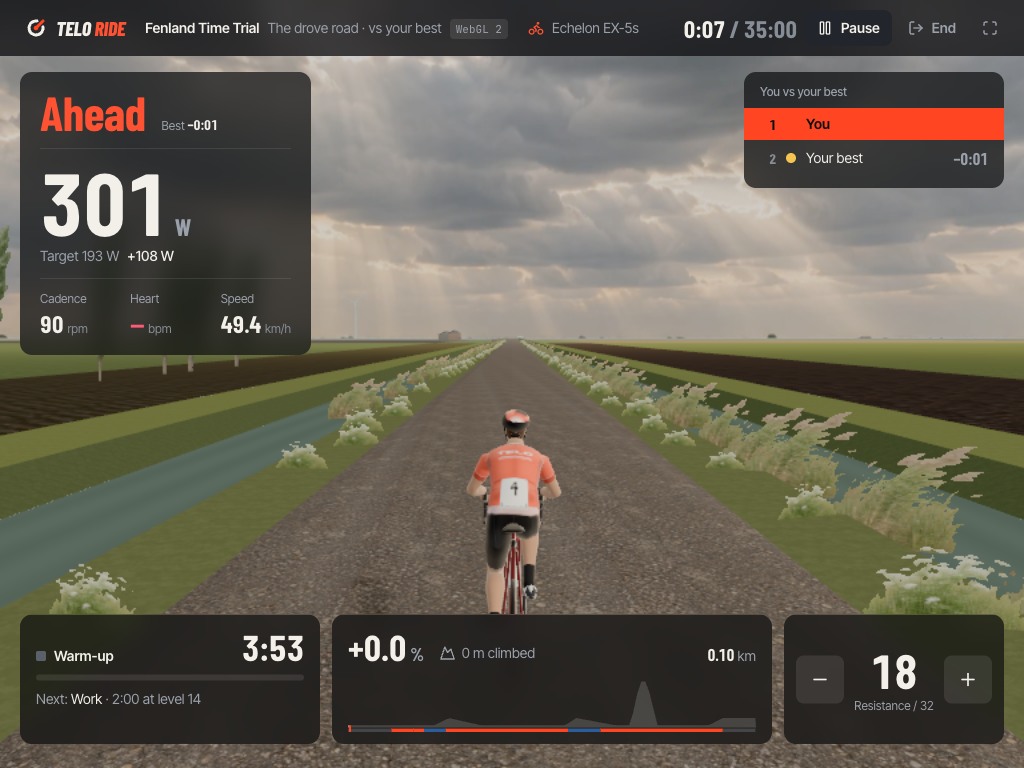 TELO RIDE Fenland Time Trial The drove road · vs your best WebGL 2 Echelon EX-5s 0:07 / 35:00 Pause End
Ahead Best −0:01
301 W
Target 193 W +108 W
Cadence Heart Speed
90 rpm – bpm 49.4 km/h
You vs your best
1 You
2 Your best −0:01
TELO
4
Warm-up 3:53
Next: Work · 2:00 at level 14
+0.0 % 0 m climbed 0.10 km
− 18 +
Resistance / 32